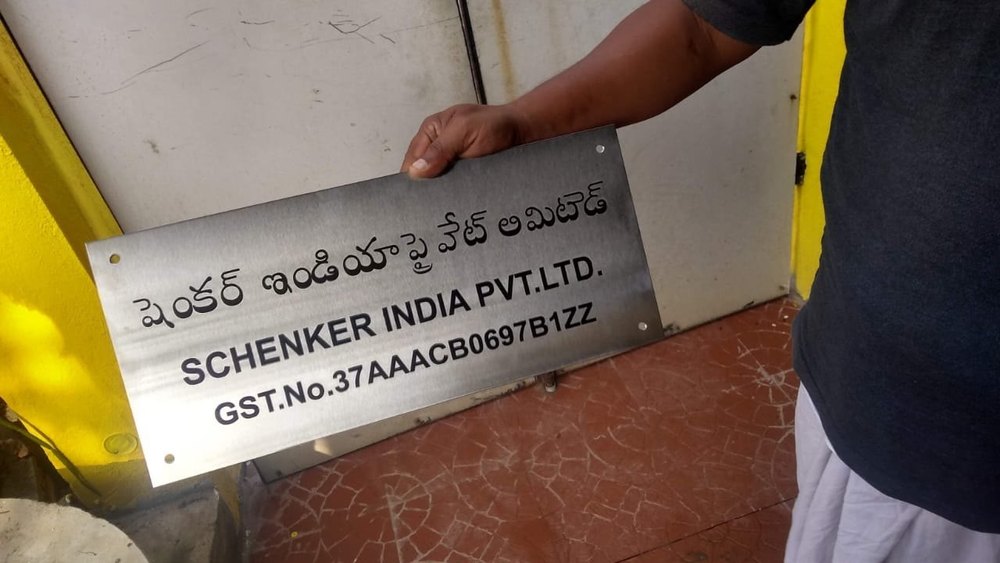 షెంకర్ ఇండియా ప్రై వేట్ లిమిటెడ్
SCHENKER INDIA PVT.LTD.
GST.No.37AAACB0697B1ZZ